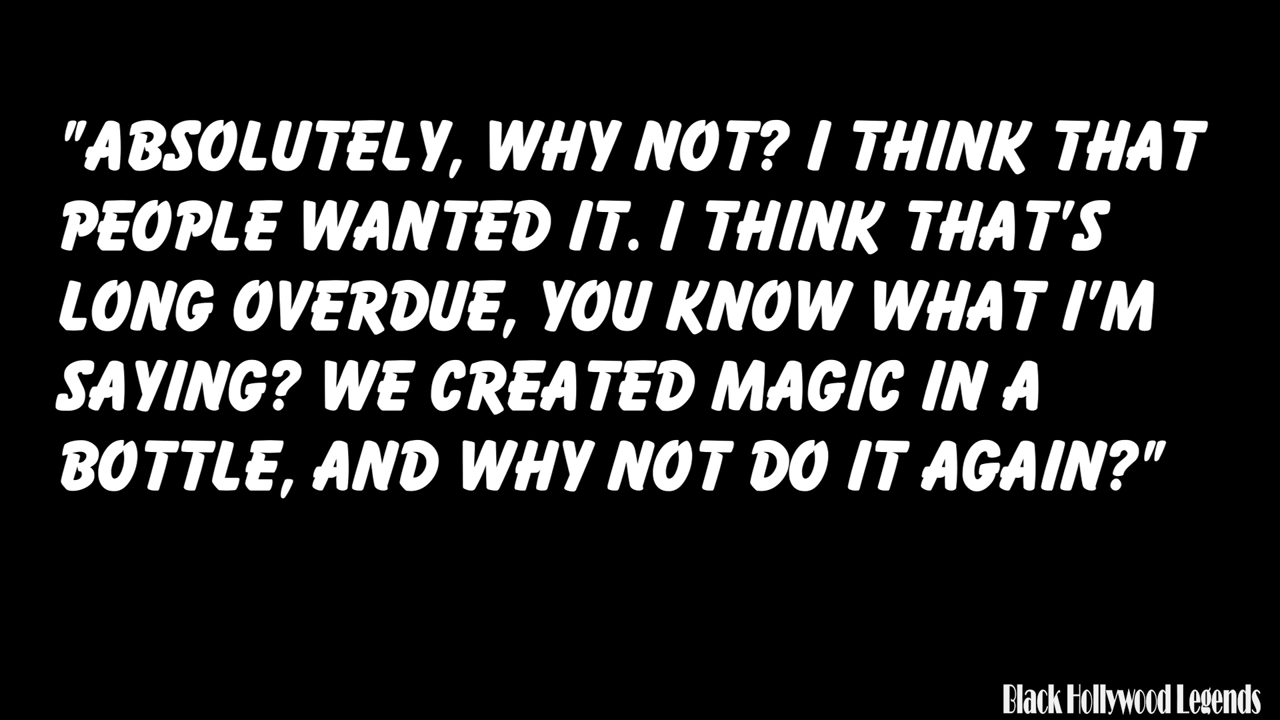 "ABSOLUTELY, WHY NOT? I THINK THAT
PEOPLE WANTED IT. I THINK THAT'S
LONG OVERDUE, YOU KNOW WHAT I'M
SAYING? WE CREATED MAGIC IN A
BOTTLE, AND WHY NOT DO IT AGAIN?"
Black Hollywood Legends